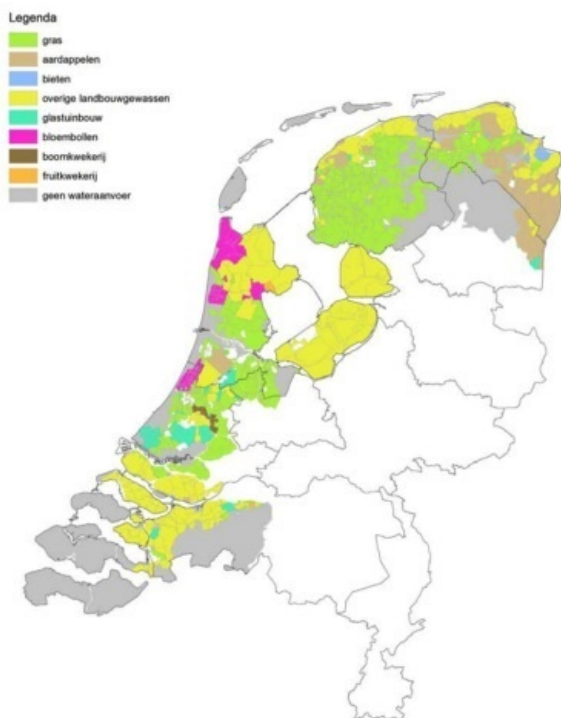 Legenda
gras
aardappelen
bieten
overige landbouwgewassen
glastuinbouw
bloembollen
boomkwekerij
fruitkwekerij
geen wateraanvoer